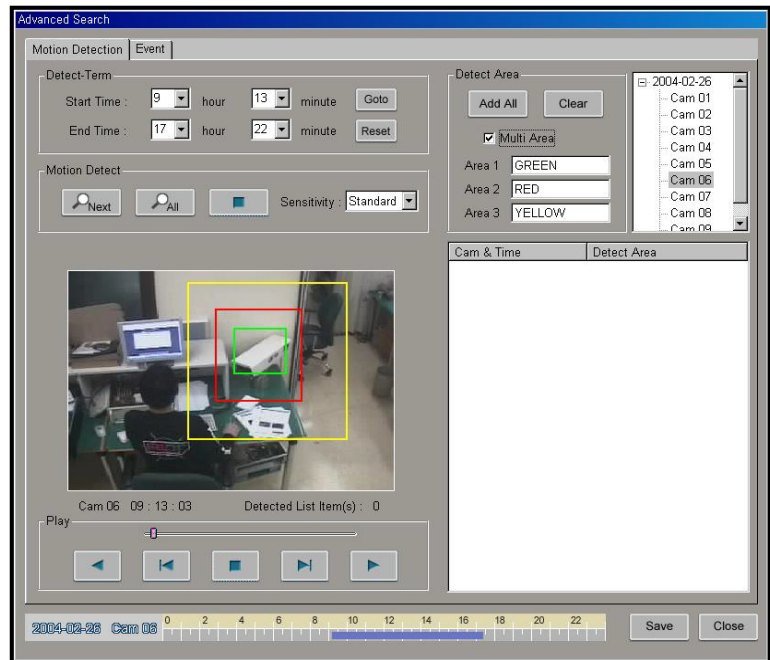 Advanced Search
Motion Detection
Event
Detect-Term
Start Time : 9 hour 13 minute Goto
End Time : 17 hour 22 minute Reset
Motion Detect
Next
All
Sensitivity : Standard
Detect Area
Add All
Clear
Multi Area
Area 1 GREEN
Area 2 RED
Area 3 YELLOW
2004-02-26
Cam 01
Cam 02
Cam 03
Cam 04
Cam 05
Cam 06
Cam 07
Cam 08
Cam 09
Cam & Time
Detect Area
Cam 06 09 : 13 : 03
Detected List Item(s) : 0
Play
2004-02-26 Cam 06
0 2 4 6 8 10 12 14 16 18 20 22
Save
Close